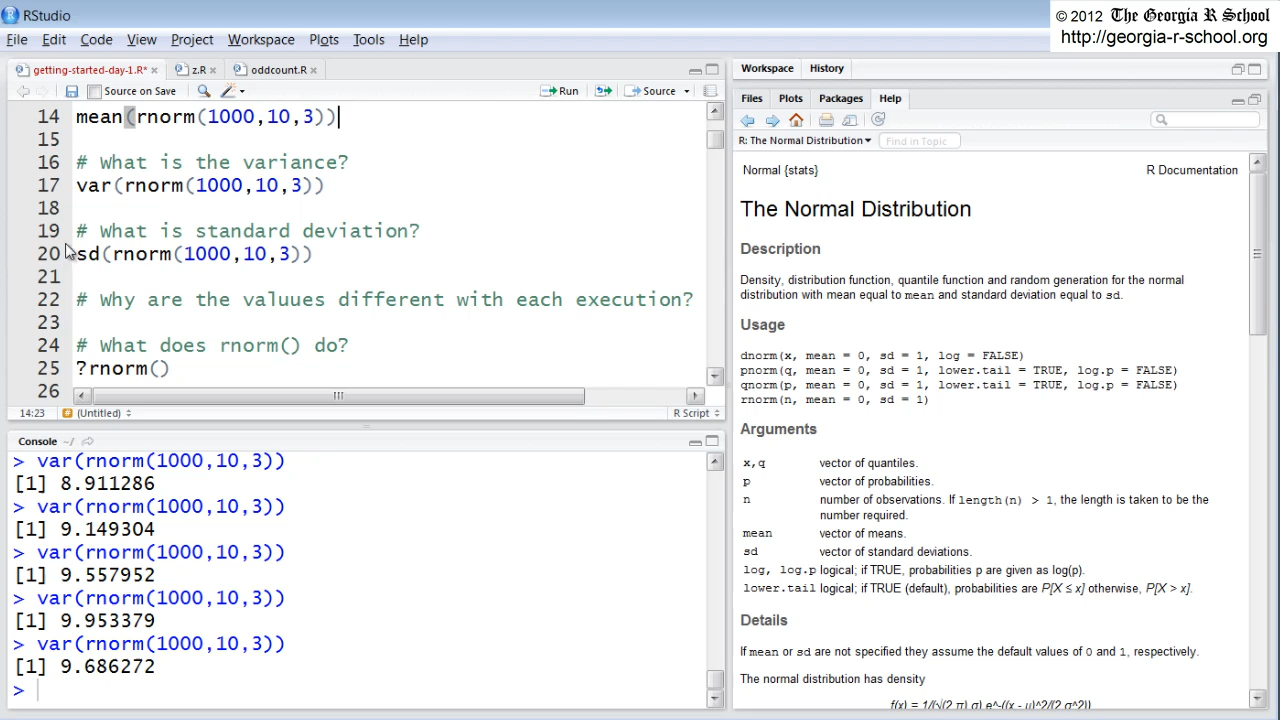 RStudio
© 2012 The Georgia R School
http://georgia-r-school.org
File Edit Code View Project Workspace Plots Tools Help
getting-started-day-1.R* × z.R × oddcount.R ×
Source on Save Run Source
14 mean(rnorm(1000,10,3))
15
16 # What is the variance?
17 var(rnorm(1000,10,3))
18
19 # What is standard deviation?
20 sd(rnorm(1000,10,3))
21
22 # Why are the valuues different with each execution?
23
24 # What does rnorm() do?
25 ?rnorm()
26
14:23 # (Untitled) R Script
Console ~/
> var(rnorm(1000,10,3))
[1] 8.911286
> var(rnorm(1000,10,3))
[1] 9.149304
> var(rnorm(1000,10,3))
[1] 9.557952
> var(rnorm(1000,10,3))
[1] 9.953379
> var(rnorm(1000,10,3))
[1] 9.686272
>
Workspace History
Files Plots Packages Help
R: The Normal Distribution Find in Topic
Normal {stats} R Documentation
The Normal Distribution
Description
Density, distribution function, quantile function and random generation for the normal
distribution with mean equal to mean and standard deviation equal to sd.
Usage
dnorm(x, mean = 0, sd = 1, log = FALSE)
pnorm(q, mean = 0, sd = 1, lower.tail = TRUE, log.p = FALSE)
qnorm(p, mean = 0, sd = 1, lower.tail = TRUE, log.p = FALSE)
rnorm(n, mean = 0, sd = 1)
Arguments
x,q vector of quantiles.
p vector of probabilities.
n number of observations. If length(n) > 1, the length is taken to be the
number required.
mean vector of means.
sd vector of standard deviations.
log, log.p logical; if TRUE, probabilities p are given as log(p).
lower.tail logical; if TRUE (default), probabilities are P[X ≤ x] otherwise, P[X > x].
Details
If mean or sd are not specified they assume the default values of 0 and 1, respectively.
The normal distribution has density
f(x) = 1/(√(2 π) σ) e^-((x - μ)^2/(2 σ^2))